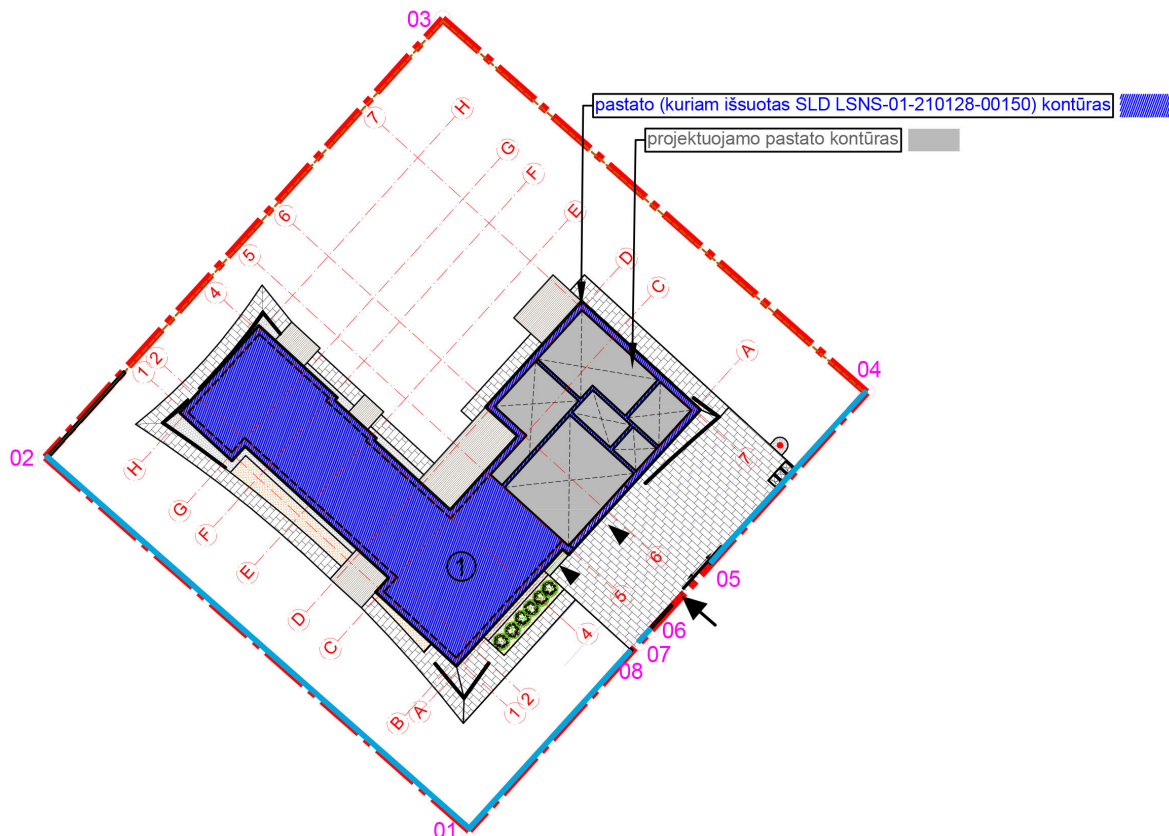 03
H
7
pastato (kuriam išsuotas SLD LSNS-01-210128-00150) kontūras
projektuojamo pastato kontūras
G
F
E
6
5
D
4
C
A
1 2
04
02
H
7
G
F
E
1
6
D
5
05
C
4
06
07
08
B
A
1 2
01